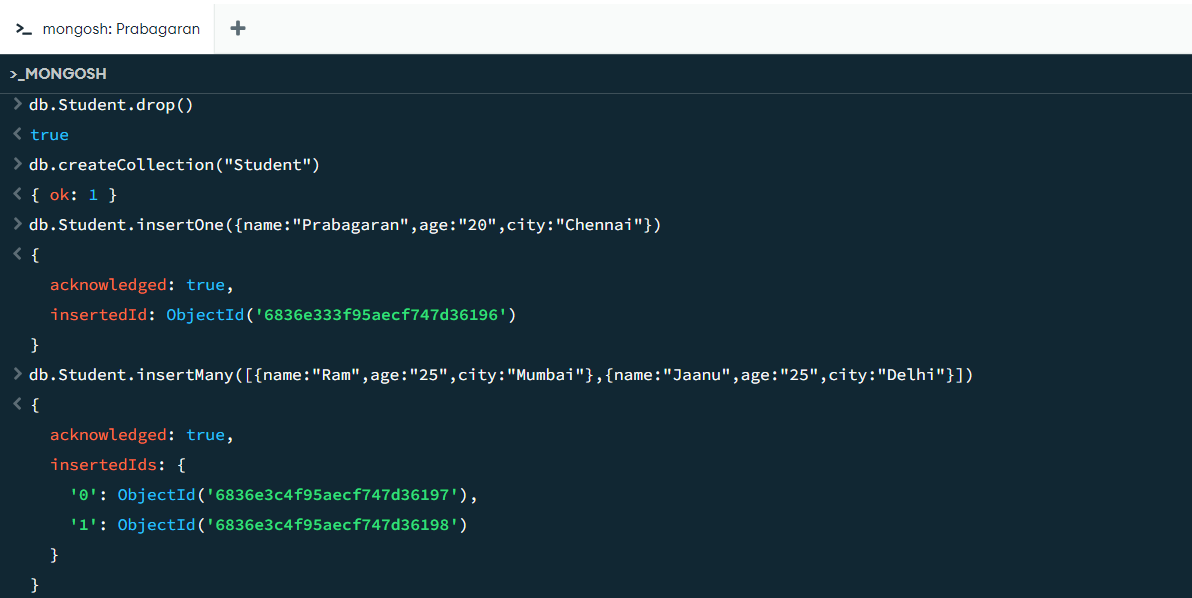 >_ mongosh: Prabagaran +
>_MONGOSH
> db.Student.drop()
< true
> db.createCollection("Student")
< { ok: 1 }
> db.Student.insertOne({name:"Prabagaran",age:"20",city:"Chennai"})
< {
acknowledged: true,
insertedId: ObjectId('6836e333f95aecf747d36196')
}
> db.Student.insertMany([{name:"Ram",age:"25",city:"Mumbai"},{name:"Jaanu",age:"25",city:"Delhi"}])
< {
acknowledged: true,
insertedIds: {
'0': ObjectId('6836e3c4f95aecf747d36197'),
'1': ObjectId('6836e3c4f95aecf747d36198')
}
}